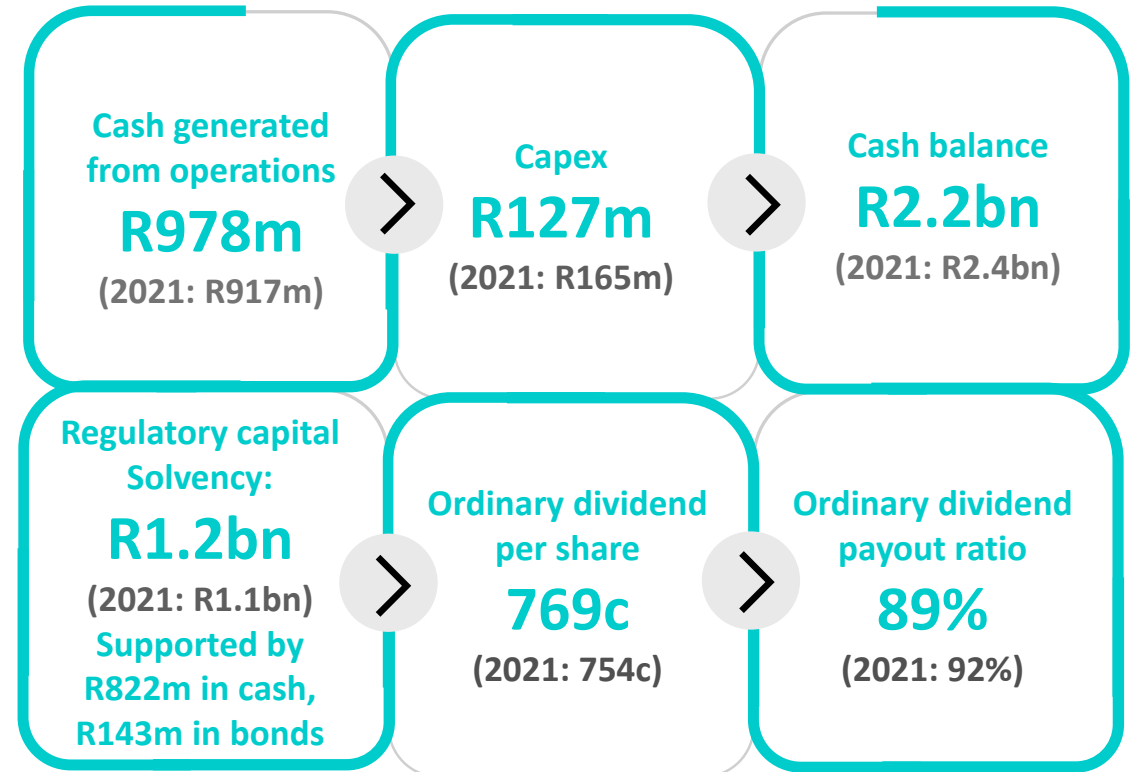 Cash generated
from operations
R978m
(2021: R917m)
Capex
R127m
(2021: R165m)
Cash balance
R2.2bn
(2021: R2.4bn)
Regulatory capital
Solvency:
R1.2bn
(2021: R1.1bn)
Supported by
R822m in cash,
R143m in bonds
Ordinary dividend
per share
769c
(2021: 754c)
Ordinary dividend
payout ratio
89%
(2021: 92%)